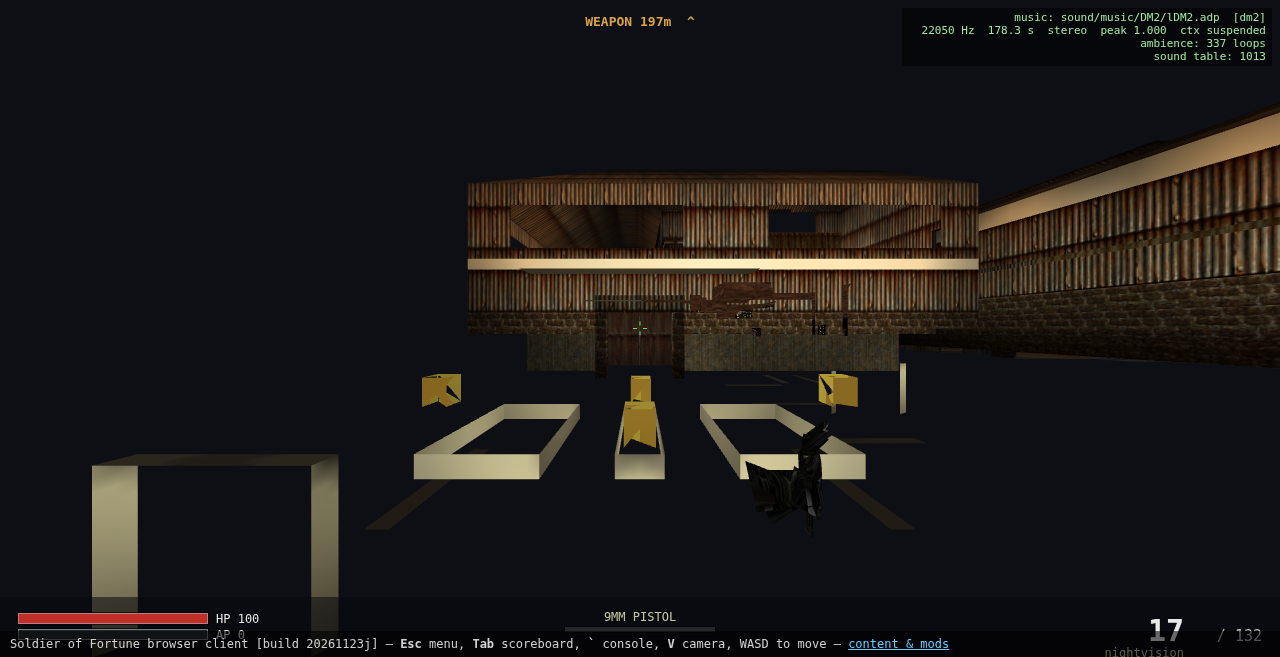 WEAPON 197m ^
music: sound/music/DM2/lDM2.adp [dm2]
22050 Hz 178.3 s stereo peak 1.000 ctx suspended
ambience: 337 loops
sound table: 1013
HP 100
AP 0
9MM PISTOL
17 / 132
nightvision
Soldier of Fortune browser client [build 20261123j] — Esc menu, Tab scoreboard, ` console, V camera, WASD to move — content & mods